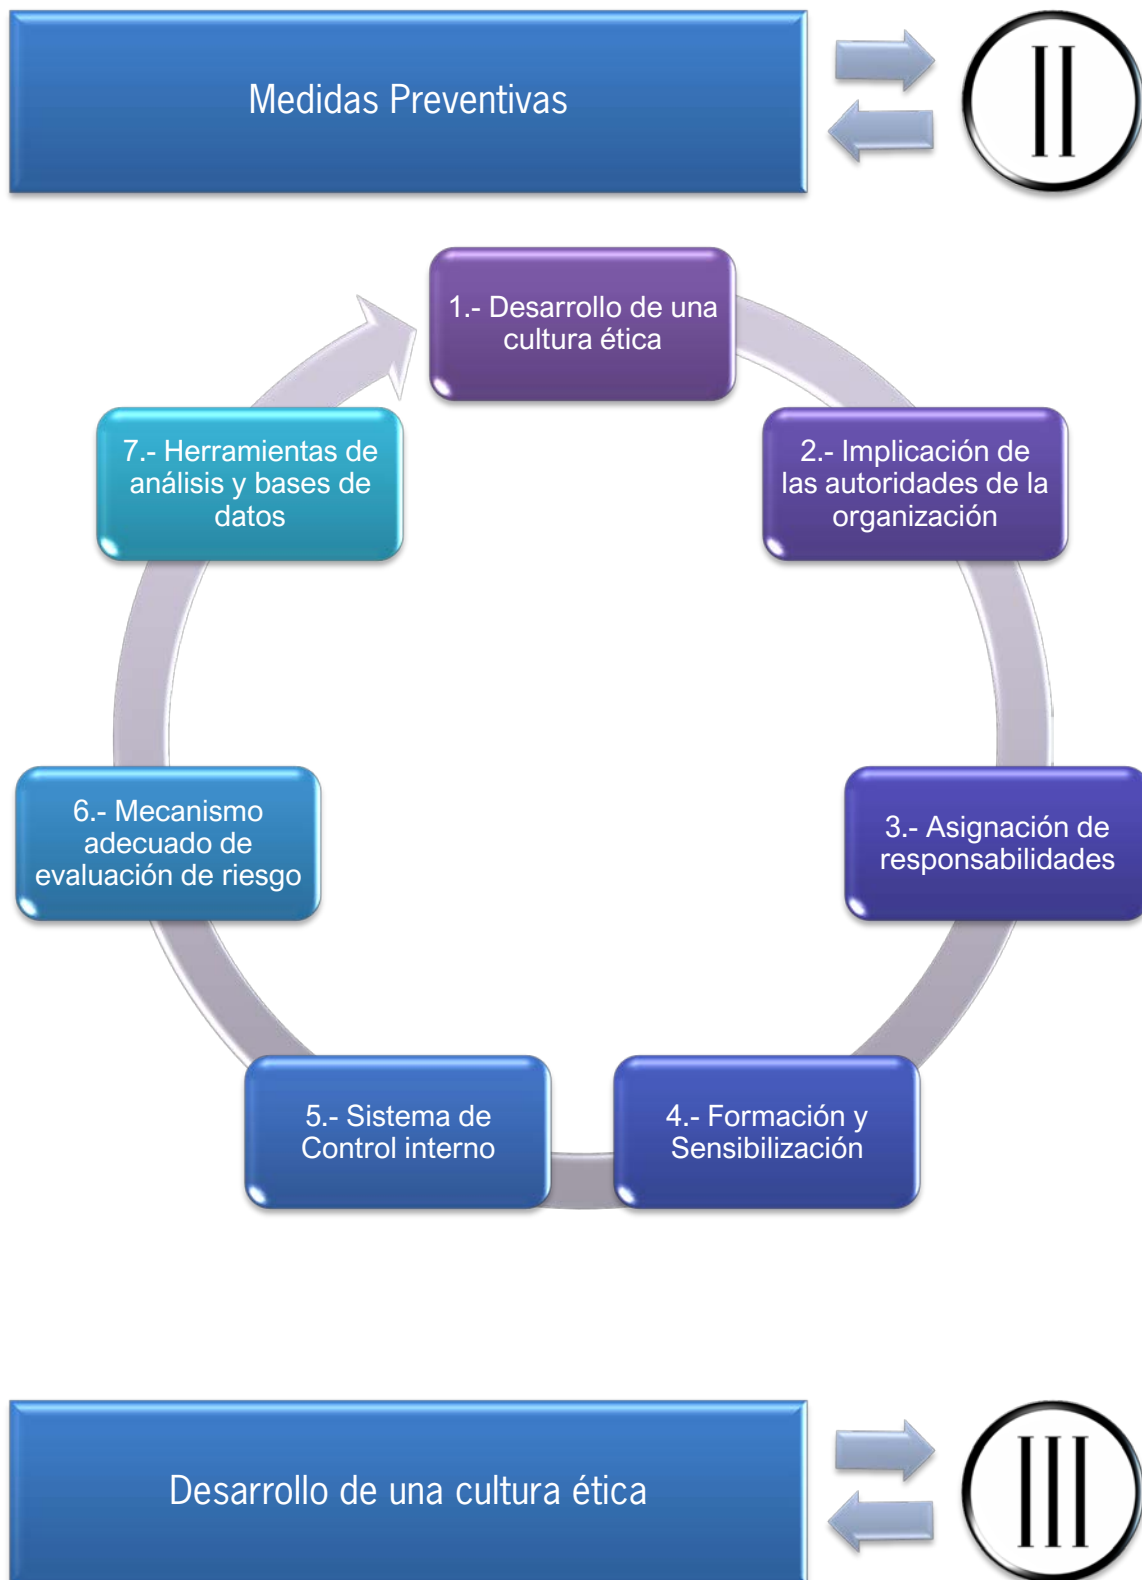 Medidas Preventivas
II
1.- Desarrollo de una
cultura ética
2.- Implicación de
las autoridades de la
organización
3.- Asignación de
responsabilidades
4.- Formación y
Sensibilización
5.- Sistema de
Control interno
6.- Mecanismo
adecuado de
evaluación de riesgo
7.- Herramientas de
análisis y bases de
datos
Desarrollo de una cultura ética
III